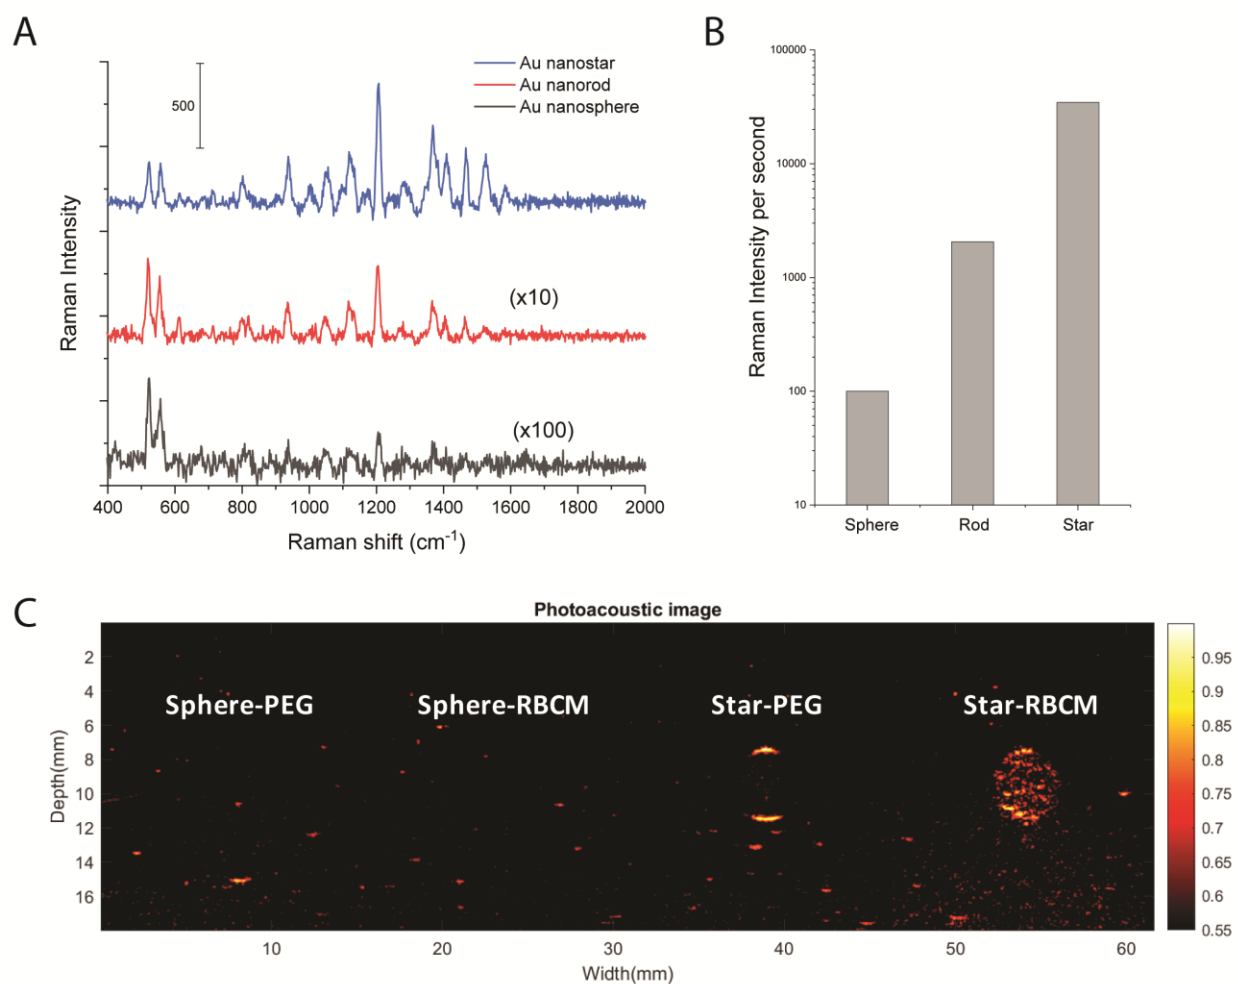 A
Au nanostar
Au nanorod
Au nanosphere
500
(x10)
(x100)
Raman Intensity
400 600 800 1000 1200 1400 1600 1800 2000
Raman shift (cm-1)
B
100000
10000
1000
100
10
Raman Intensity per second
Sphere Rod Star
C
Photoacoustic image
Sphere-PEG Sphere-RBCM Star-PEG Star-RBCM
2
4
6
8
10
12
14
16
Depth(mm)
10 20 30 40 50 60
Width(mm)
0.95
0.9
0.85
0.8
0.75
0.7
0.65
0.6
0.55